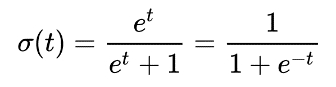 σ(t) = e^t / (e^t + 1) = 1 / (1 + e^{−t})